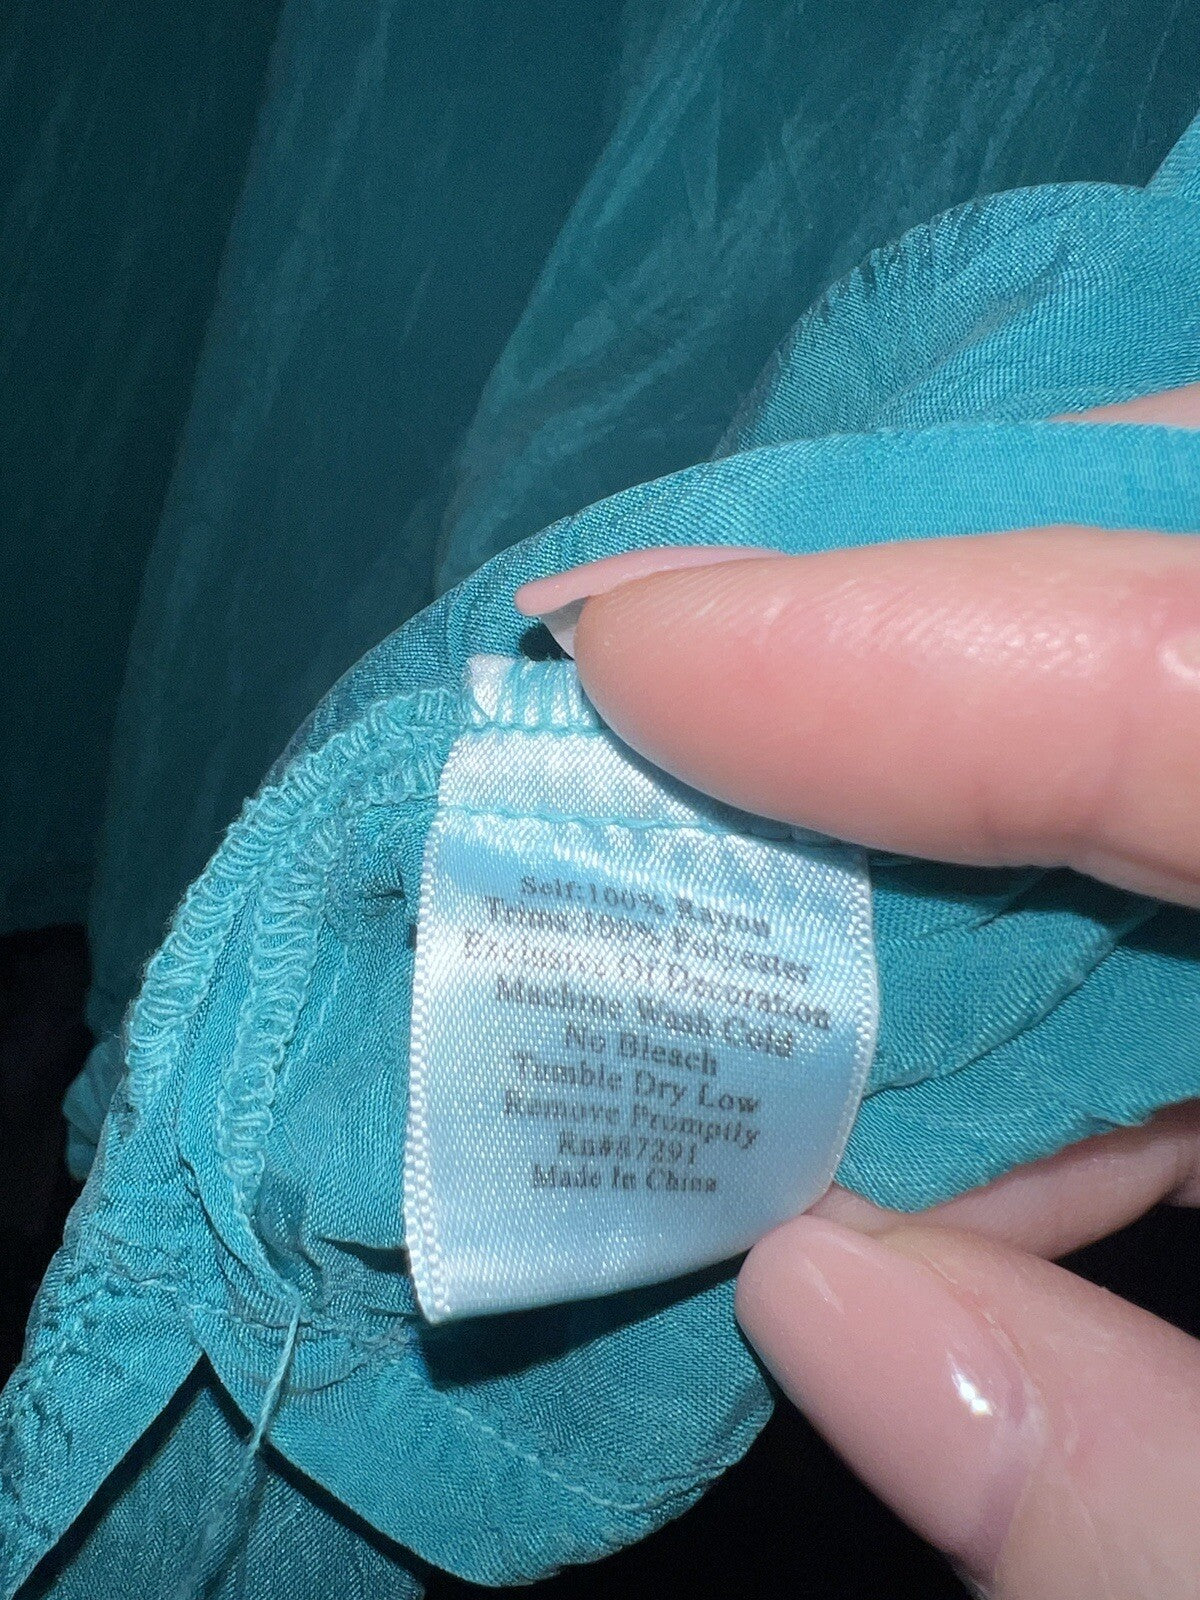 Self:100% Rayon
Toms:100% Polyester
Exclusive Of Decoration
Machine Wash Cold
No Bleach
Tumble Dry Low
Remove Promptly
Rn#87291
Made In China